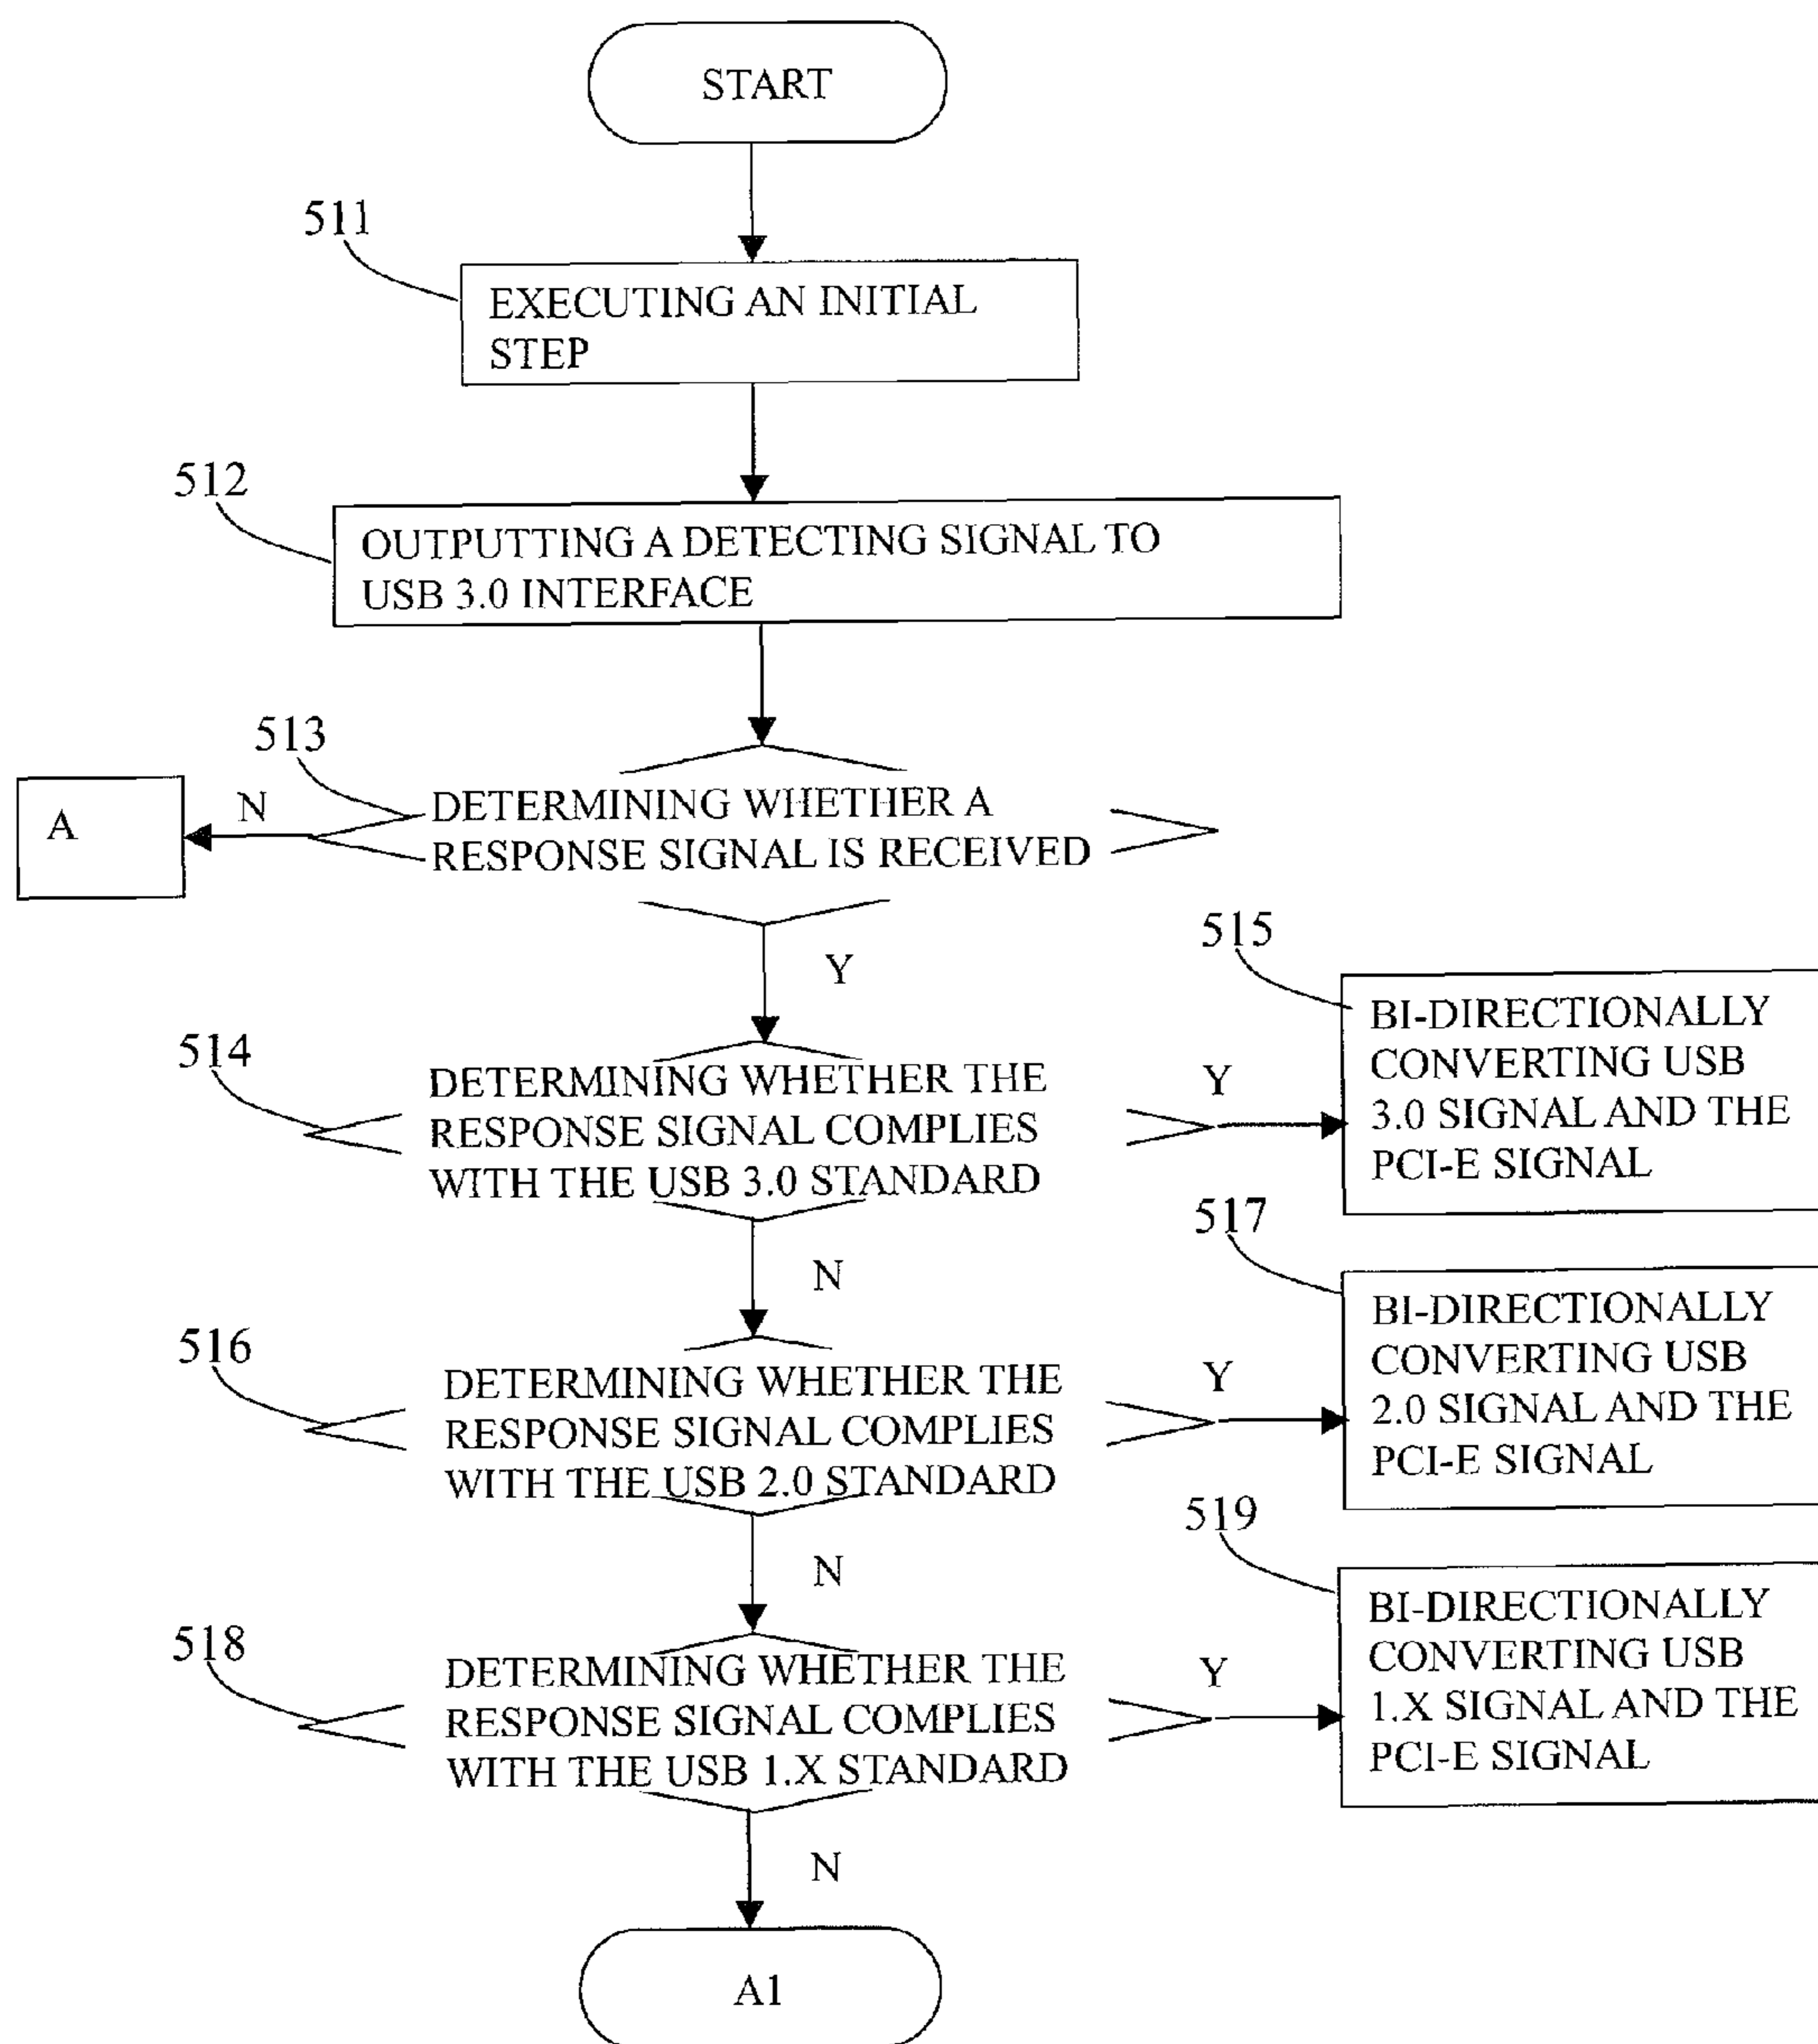 START
511
EXECUTING AN INITIAL
STEP
512
OUTPUTTING A DETECTING SIGNAL TO
USB 3.0 INTERFACE
513
A
N
DETERMINING WHETHER A
RESPONSE SIGNAL IS RECEIVED
Y
514
DETERMINING WHETHER THE
RESPONSE SIGNAL COMPLIES
WITH THE USB 3.0 STANDARD
Y
515
BI-DIRECTIONALLY
CONVERTING USB
3.0 SIGNAL AND THE
PCI-E SIGNAL
N
516
DETERMINING WHETHER THE
RESPONSE SIGNAL COMPLIES
WITH THE USB 2.0 STANDARD
Y
517
BI-DIRECTIONALLY
CONVERTING USB
2.0 SIGNAL AND THE
PCI-E SIGNAL
N
518
DETERMINING WHETHER THE
RESPONSE SIGNAL COMPLIES
WITH THE USB 1.X STANDARD
Y
519
BI-DIRECTIONALLY
CONVERTING USB
1.X SIGNAL AND THE
PCI-E SIGNAL
N
A1